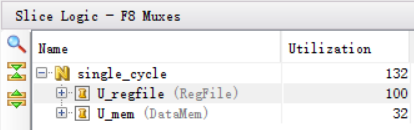 Slice Logic - F8 Muxes
Name Utilization
single_cycle 132
U_regfile (RegFile) 100
U_mem (DataMem) 32